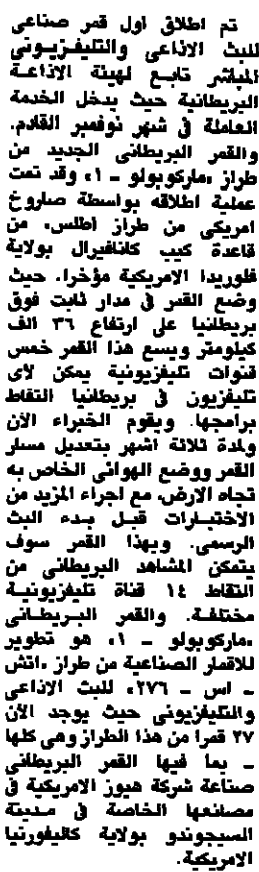 تم اطلاق اول قمر صناعى
للبث الاذاعى والتليفزيونى
المباشر تابع لهيئة الاذاعة
البريطانية حيث يدخل الخدمة
العاملة فى شهر نوفمبر القادم.
والقمر البريطانى الجديد من
طراز «ماركوبولو - ١» وقد تمت
عملية اطلاقه بواسطة صاروخ
امريكى من طراز اطلس، من
قاعدة كيب كانافيرال بولاية
فلوريدا الامريكية مؤخرا. حيث
وضع القمر فى مدار ثابت فوق
بريطانيا على ارتفاع ٣٦ الف
كيلومتر ويسع هذا القمر خمس
قنوات تليفزيونية يمكن لاى
تليفزيون فى بريطانيا التقاط
برامجها. ويقوم الخبراء الآن
ولمدة ثلاثة اشهر بتعديل مسار
القمر ووضع الهوائى الخاص به
تجاه الارض، مع اجراء المزيد من
الاختبارات قبل بدء البث
الرسمى. وبهذا القمر سوف
يتمكن المشاهد البريطانى من
التقاط ١٤ قناة تليفزيونية
مختلفة. والقمر البريطانى
«ماركوبولو - ١» هو تطوير
للاقمار الصناعية من طراز «اتش
- اس - ٢٧٦» للبث الاذاعى
والتليفزيونى حيث يوجد الآن
٢٧ قمرا من هذا الطراز وهى كلها
- بما فيها القمر البريطانى
صناعة شركة هيوز الامريكية فى
مصانعها الخاصة فى مدينة
السيجوندو بولاية كاليفورنيا
الامريكية.